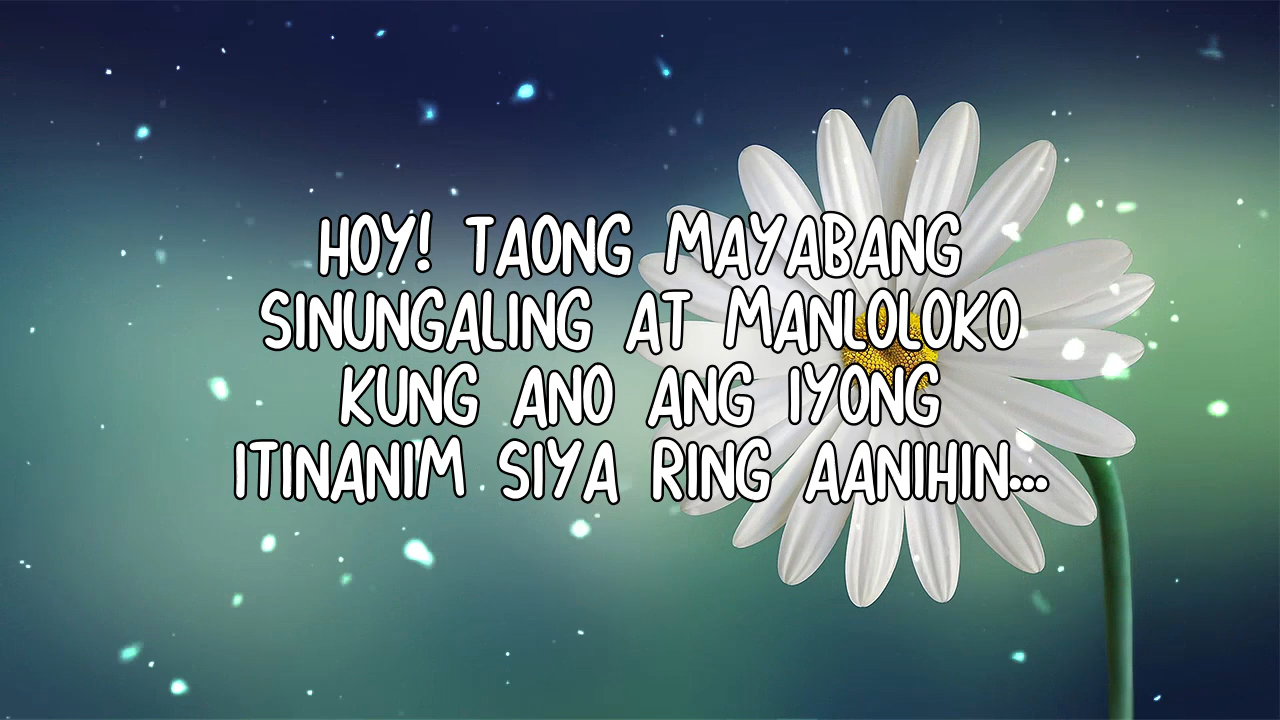 HOY! TAONG MAYABANG
SINUNGALING AT MANLOLOKO
KUNG ANO ANG IYONG
ITINANIM SIYA RING AANIHIN...